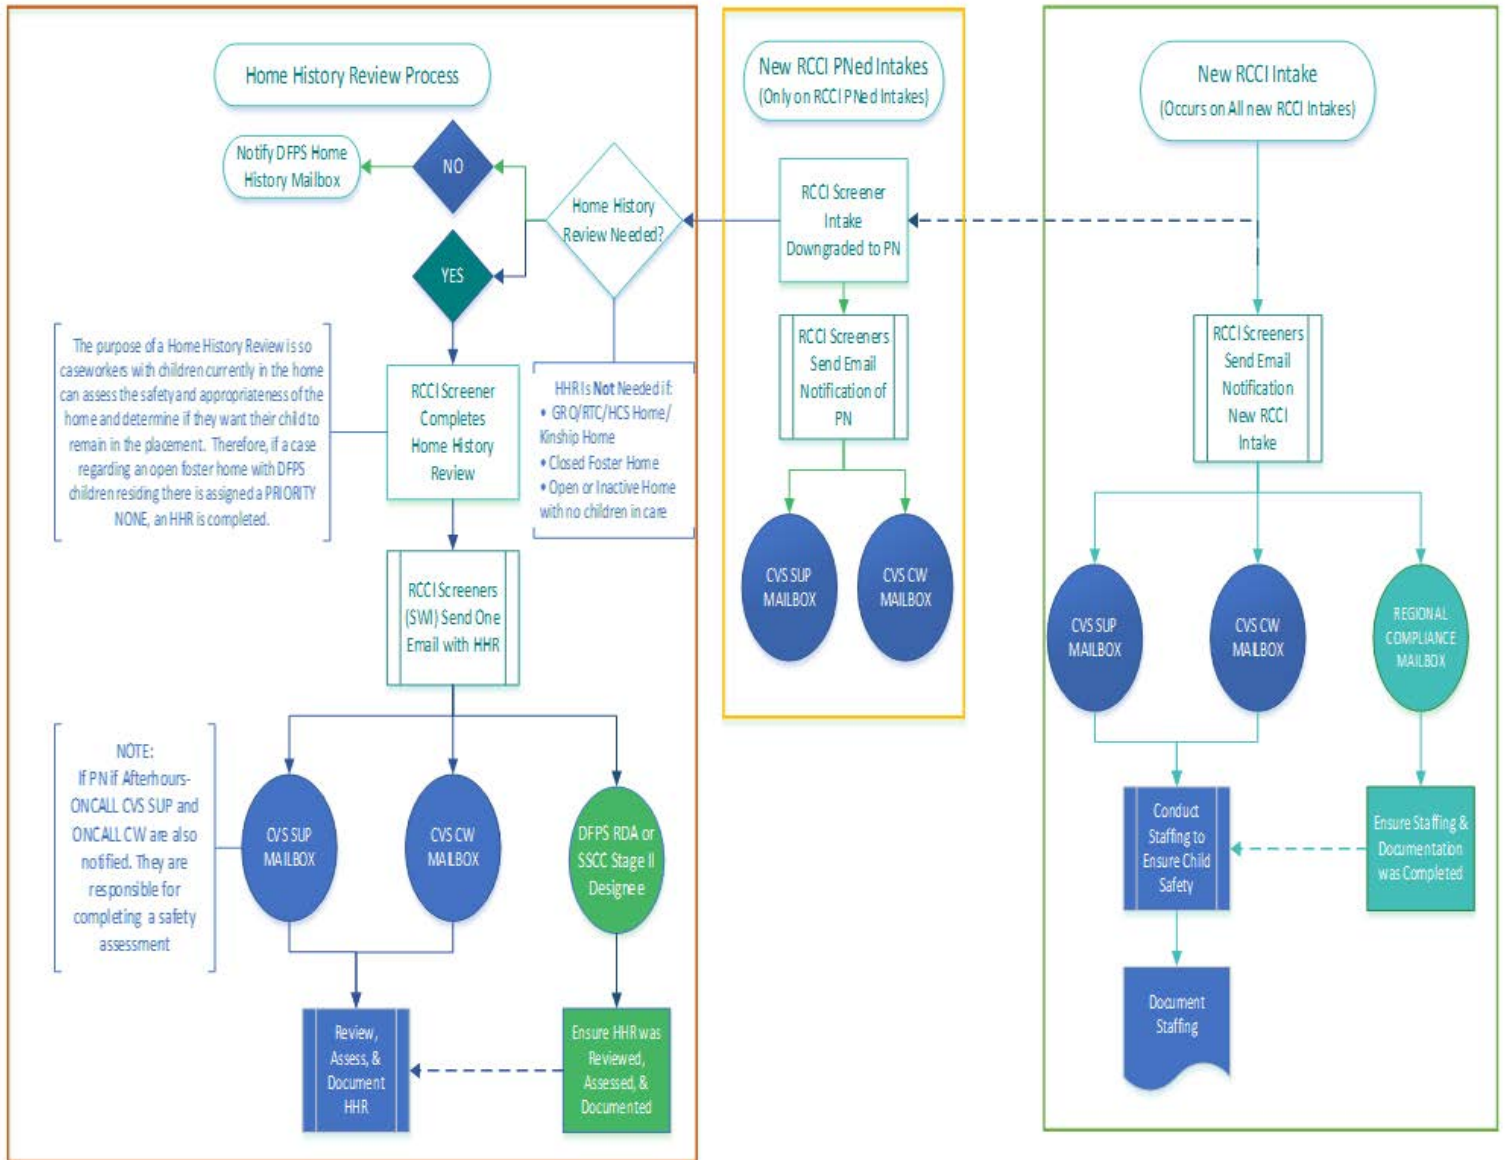 Home History Review Process
Notify DFPS Home
History Mailbox
NO
YES
Home History
Review Needed?
The purpose of a Home History Review is so
caseworkers with children currently in the home
can assess the safety and appropriateness of the
home and determine if they want their child to
remain in the placement. Therefore, if a case
regarding an open foster home with DFPS
children residing there is assigned a PRIORITY
NONE, an HHR is completed.
RCCI Screener
Completes
Home History
Review
HHR Is Not Needed if:
• GRO/RTC/HCS Home/
Kinship Home
• Closed Foster Home
• Open or Inactive Home
with no children in care
RCCI Screeners
(SWI) Send One
Email with HHR
NOTE:
If PN if Afterhours-
ONCALL CVS SUP and
ONCALL CW are also
notified. They are
responsible for
completing a safety
assessment
CVS SUP
MAILBOX
CVS CW
MAILBOX
DFPS RDA or
SSCC Stage II
Designee
Review,
Assess, &
Document
HHR
Ensure HHR was
Reviewed,
Assessed, &
Documented
New RCCI PNed Intakes
(Only on RCCI PNed Intakes)
RCCI Screener
Intake
Downgraded to PN
RCCI Screeners
Send Email
Notification of
PN
CVS SUP
MAILBOX
CVS CW
MAILBOX
New RCCI Intake
(Occurs on All new RCCI Intakes)
RCCI Screeners
Send Email
Notification
New RCCI
Intake
CVS SUP
MAILBOX
CVS CW
MAILBOX
REGIONAL
COMPLIANCE
MAILBOX
Conduct
Staffing to
Ensure Child
Safety
Ensure Staffing &
Documentation
was Completed
Document
Staffing